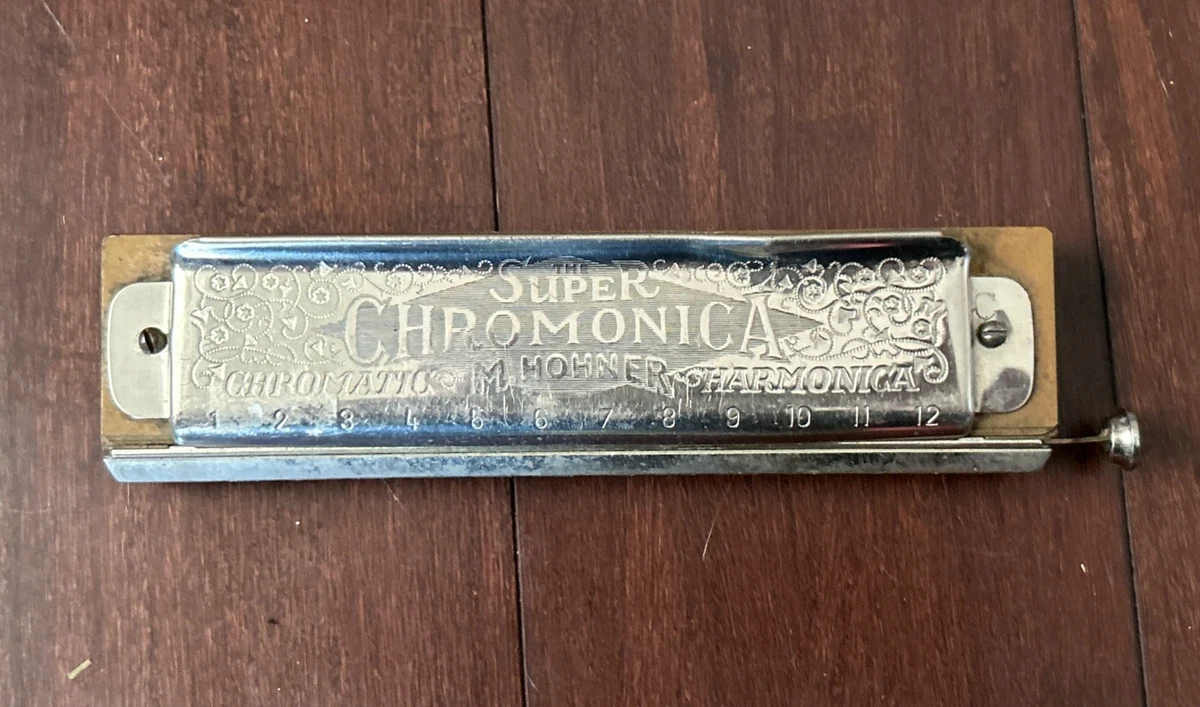 THE
SUPER
CHROMONICA
CHROMATIC M. HOHNER HARMONICA
1 2 3 4 5 6 7 8 9 10 11 12
C